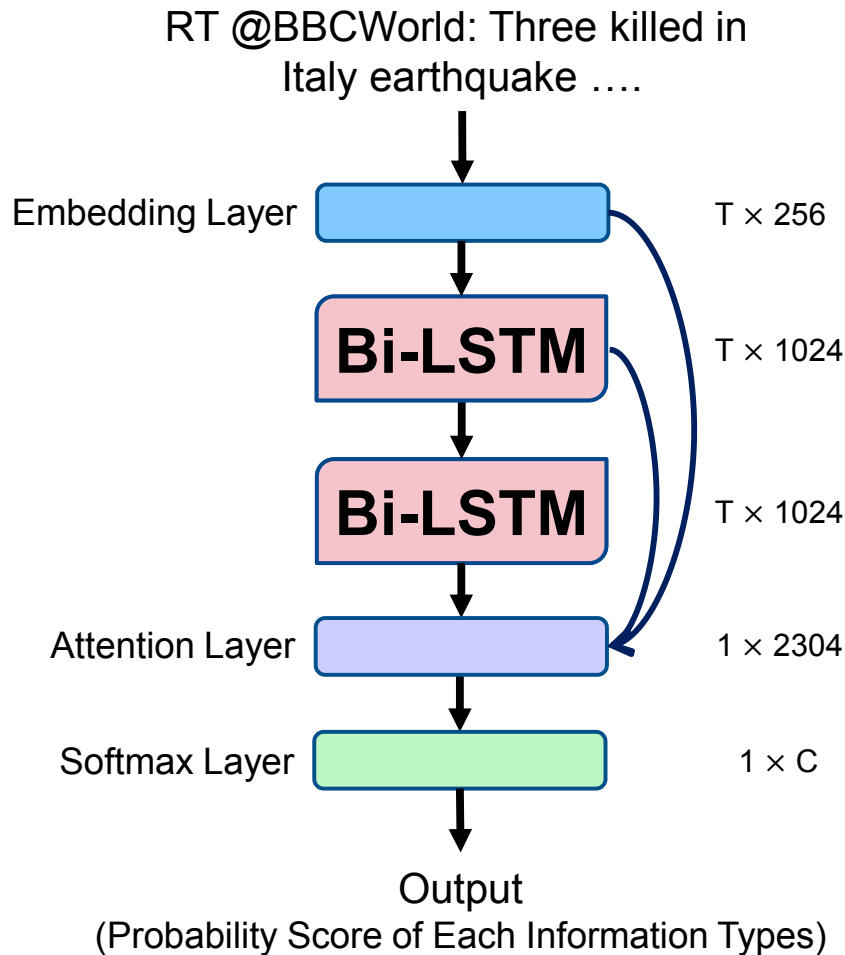 RT @BBCWorld: Three killed in
Italy earthquake ….
Embedding Layer
T × 256
Bi-LSTM
T × 1024
Bi-LSTM
T × 1024
Attention Layer
1 × 2304
Softmax Layer
1 × C
Output
(Probability Score of Each Information Types)